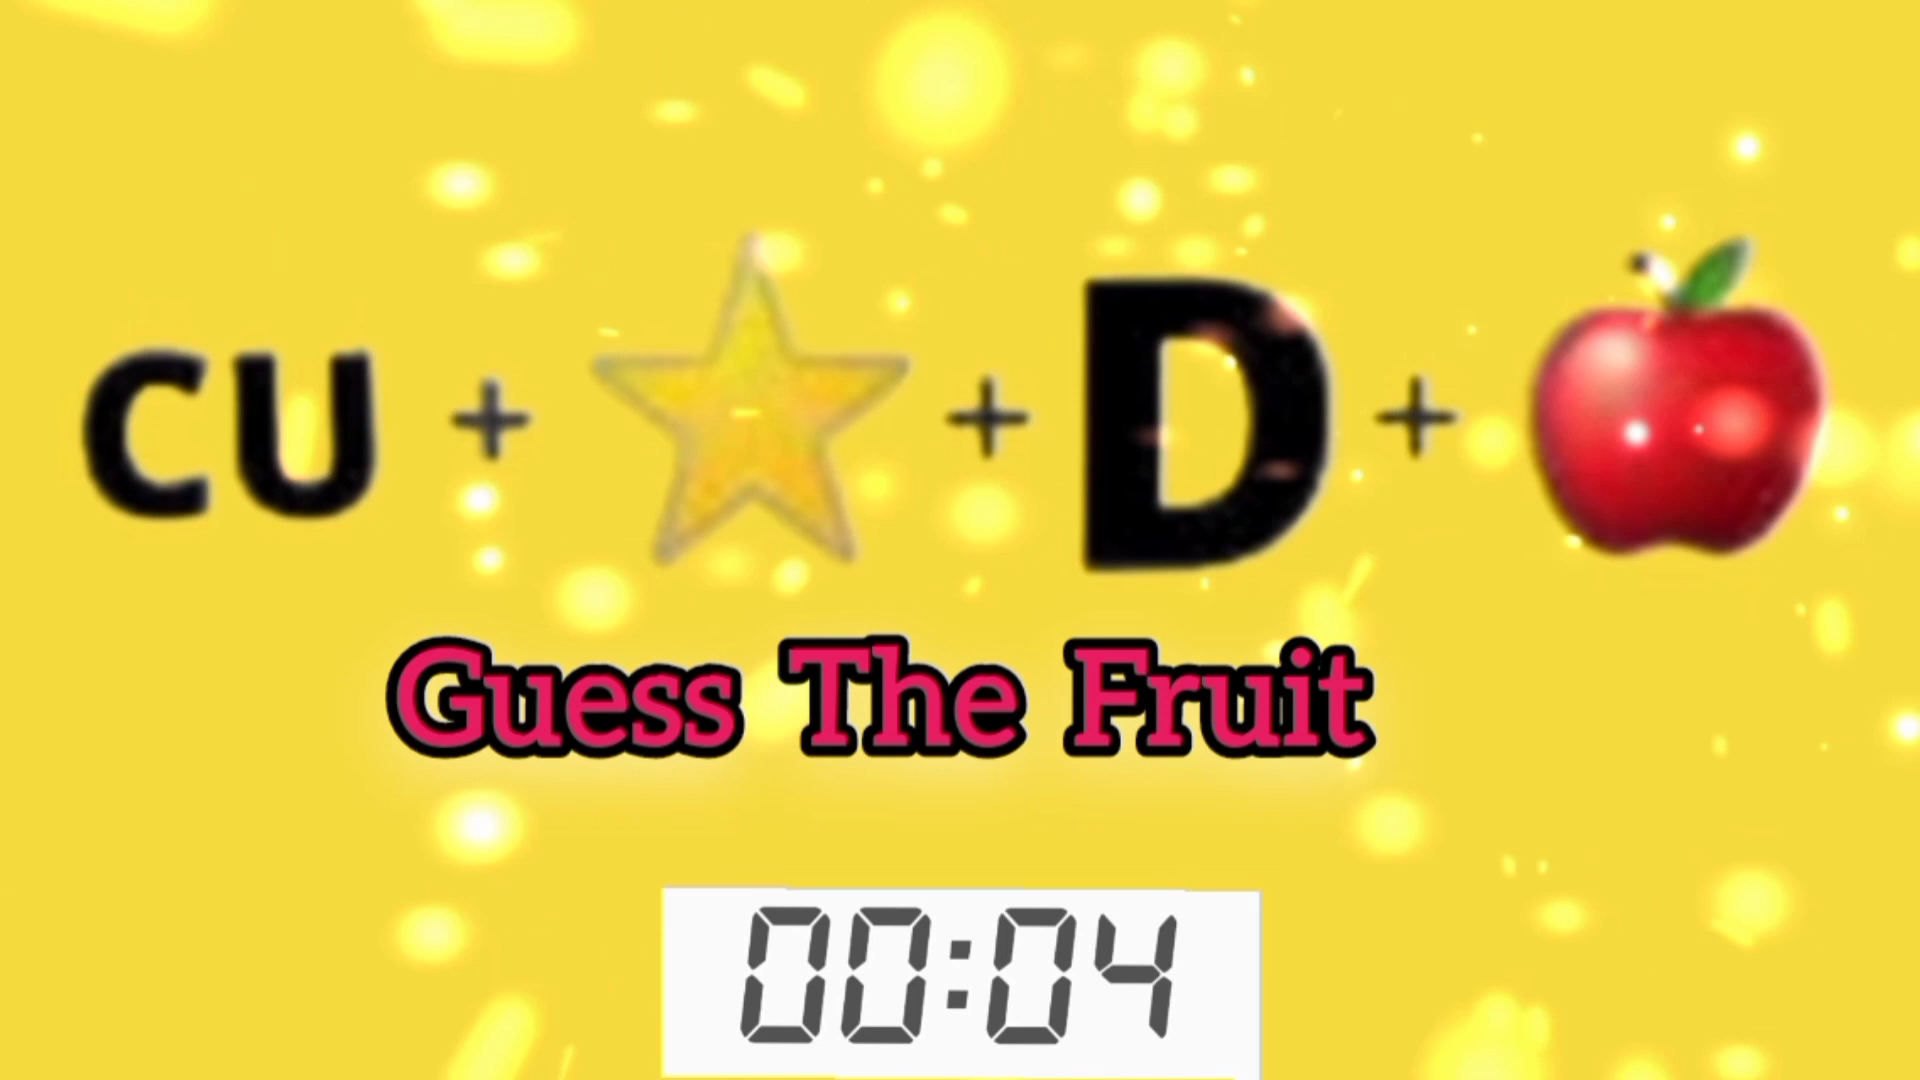 CU + + D +
Guess The Fruit
00:04